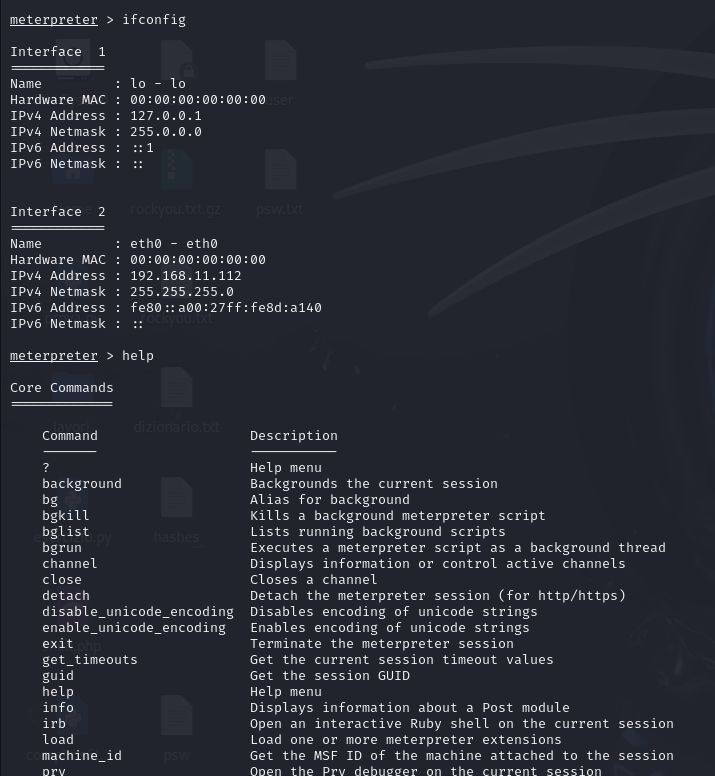 meterpreter > ifconfig
Interface  1
============
Name         : lo - lo
Hardware MAC : 00:00:00:00:00:00
IPv4 Address : 127.0.0.1
IPv4 Netmask : 255.0.0.0
IPv6 Address : ::1
IPv6 Netmask : ::
Interface  2
============
Name         : eth0 - eth0
Hardware MAC : 00:00:00:00:00:00
IPv4 Address : 192.168.11.112
IPv4 Netmask : 255.255.255.0
IPv6 Address : fe80::a00:27ff:fe8d:a140
IPv6 Netmask : ::
meterpreter > help
Core Commands
=============
Command                   Description
-------                   -----------
?                         Help menu
background                Backgrounds the current session
bg                        Alias for background
bgkill                    Kills a background meterpreter script
bglist                    Lists running background scripts
bgrun                     Executes a meterpreter script as a background thread
channel                   Displays information or control active channels
close                     Closes a channel
detach                    Detach the meterpreter session (for http/https)
disable_unicode_encoding  Disables encoding of unicode strings
enable_unicode_encoding   Enables encoding of unicode strings
exit                      Terminate the meterpreter session
get_timeouts              Get the current session timeout values
guid                      Get the session GUID
help                      Help menu
info                      Displays information about a Post module
irb                       Open an interactive Ruby shell on the current session
load                      Load one or more meterpreter extensions
machine_id                Get the MSF ID of the machine attached to the session
pry                       Open the Pry debugger on the current session
rockyou.txt.gz
psw.txt
dizionario.txt
hashes_
psw